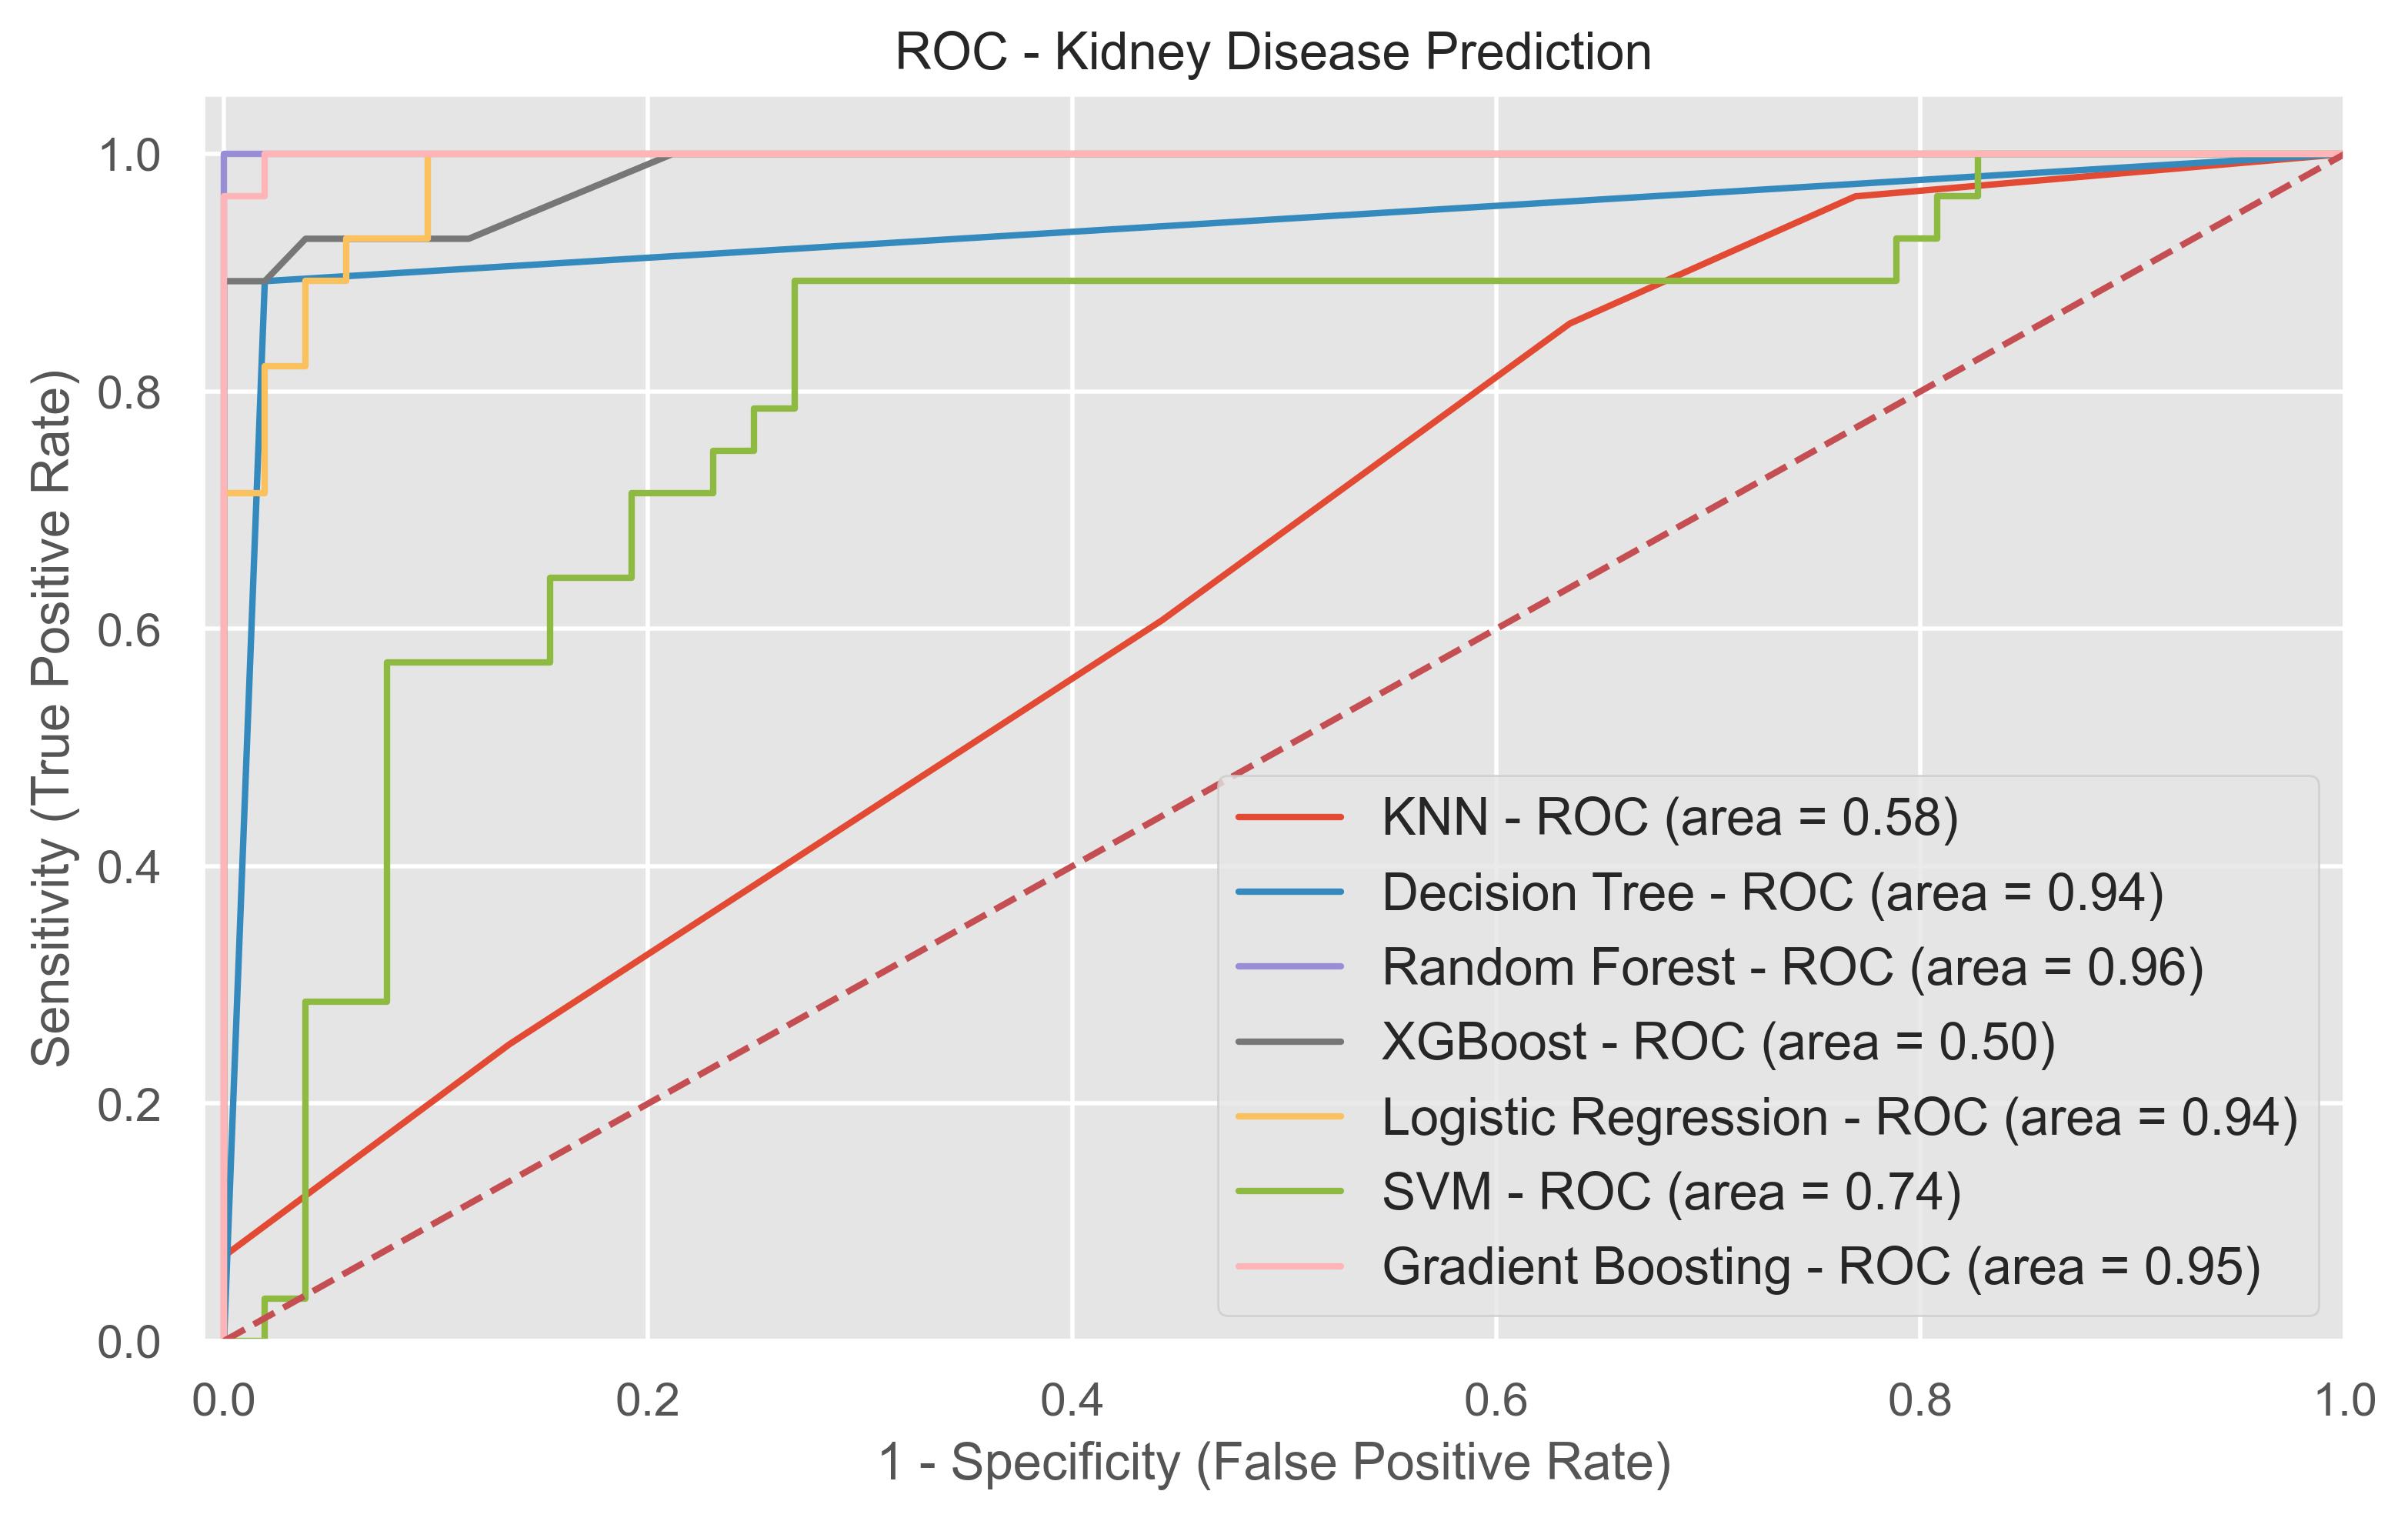 ROC - Kidney Disease Prediction
Sensitivity (True Positive Rate)
1.0
0.8
0.6
0.4
0.2
0.0
KNN - ROC (area = 0.58)
Decision Tree - ROC (area = 0.94)
Random Forest - ROC (area = 0.96)
XGBoost - ROC (area = 0.50)
Logistic Regression - ROC (area = 0.94)
SVM - ROC (area = 0.74)
Gradient Boosting - ROC (area = 0.95)
0.0 0.2 0.4 0.6 0.8 1.0
1 - Specificity (False Positive Rate)